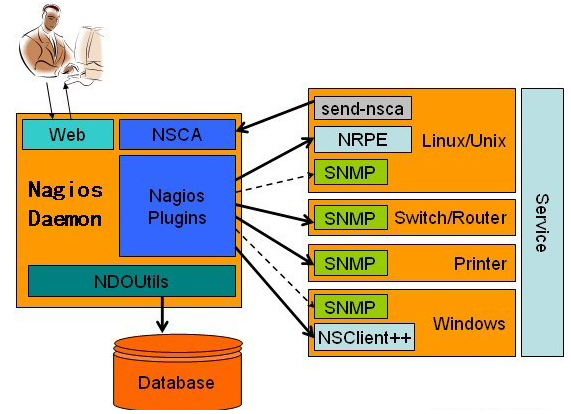 Web
NSCA
Nagios
Daemon
Nagios
Plugins
NDOUtils
Database
send-nsca
NRPE
Linux/Unix
SNMP
SNMP
Switch/Router
SNMP
Printer
SNMP
Windows
NSClient++
Service